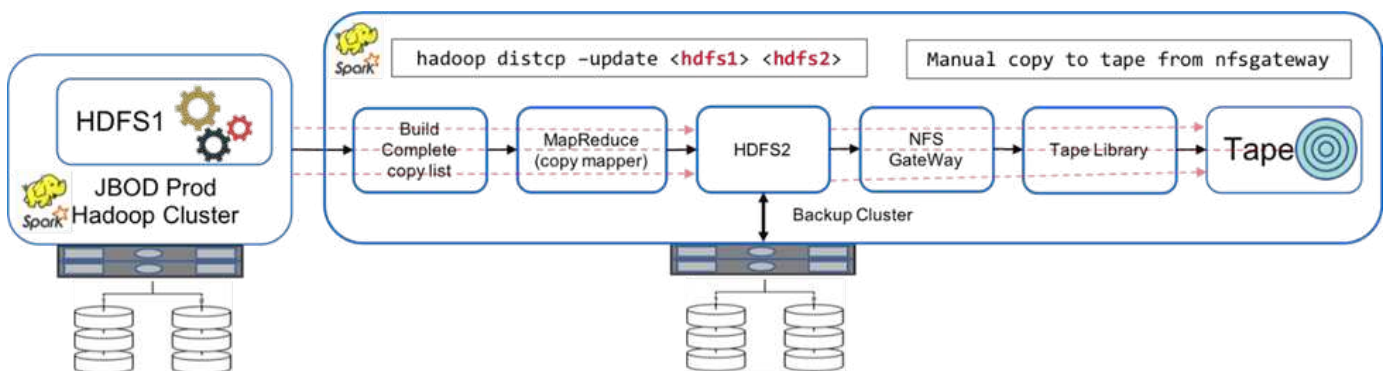 Spark
hadoop distcp –update <hdfs1> <hdfs2>
Manual copy to tape from nfsgateway
HDFS1
Build
Complete
copy list
MapReduce
(copy mapper)
HDFS2
NFS
GateWay
Tape Library
Tape
Spark
JBOD Prod
Hadoop Cluster
Backup Cluster